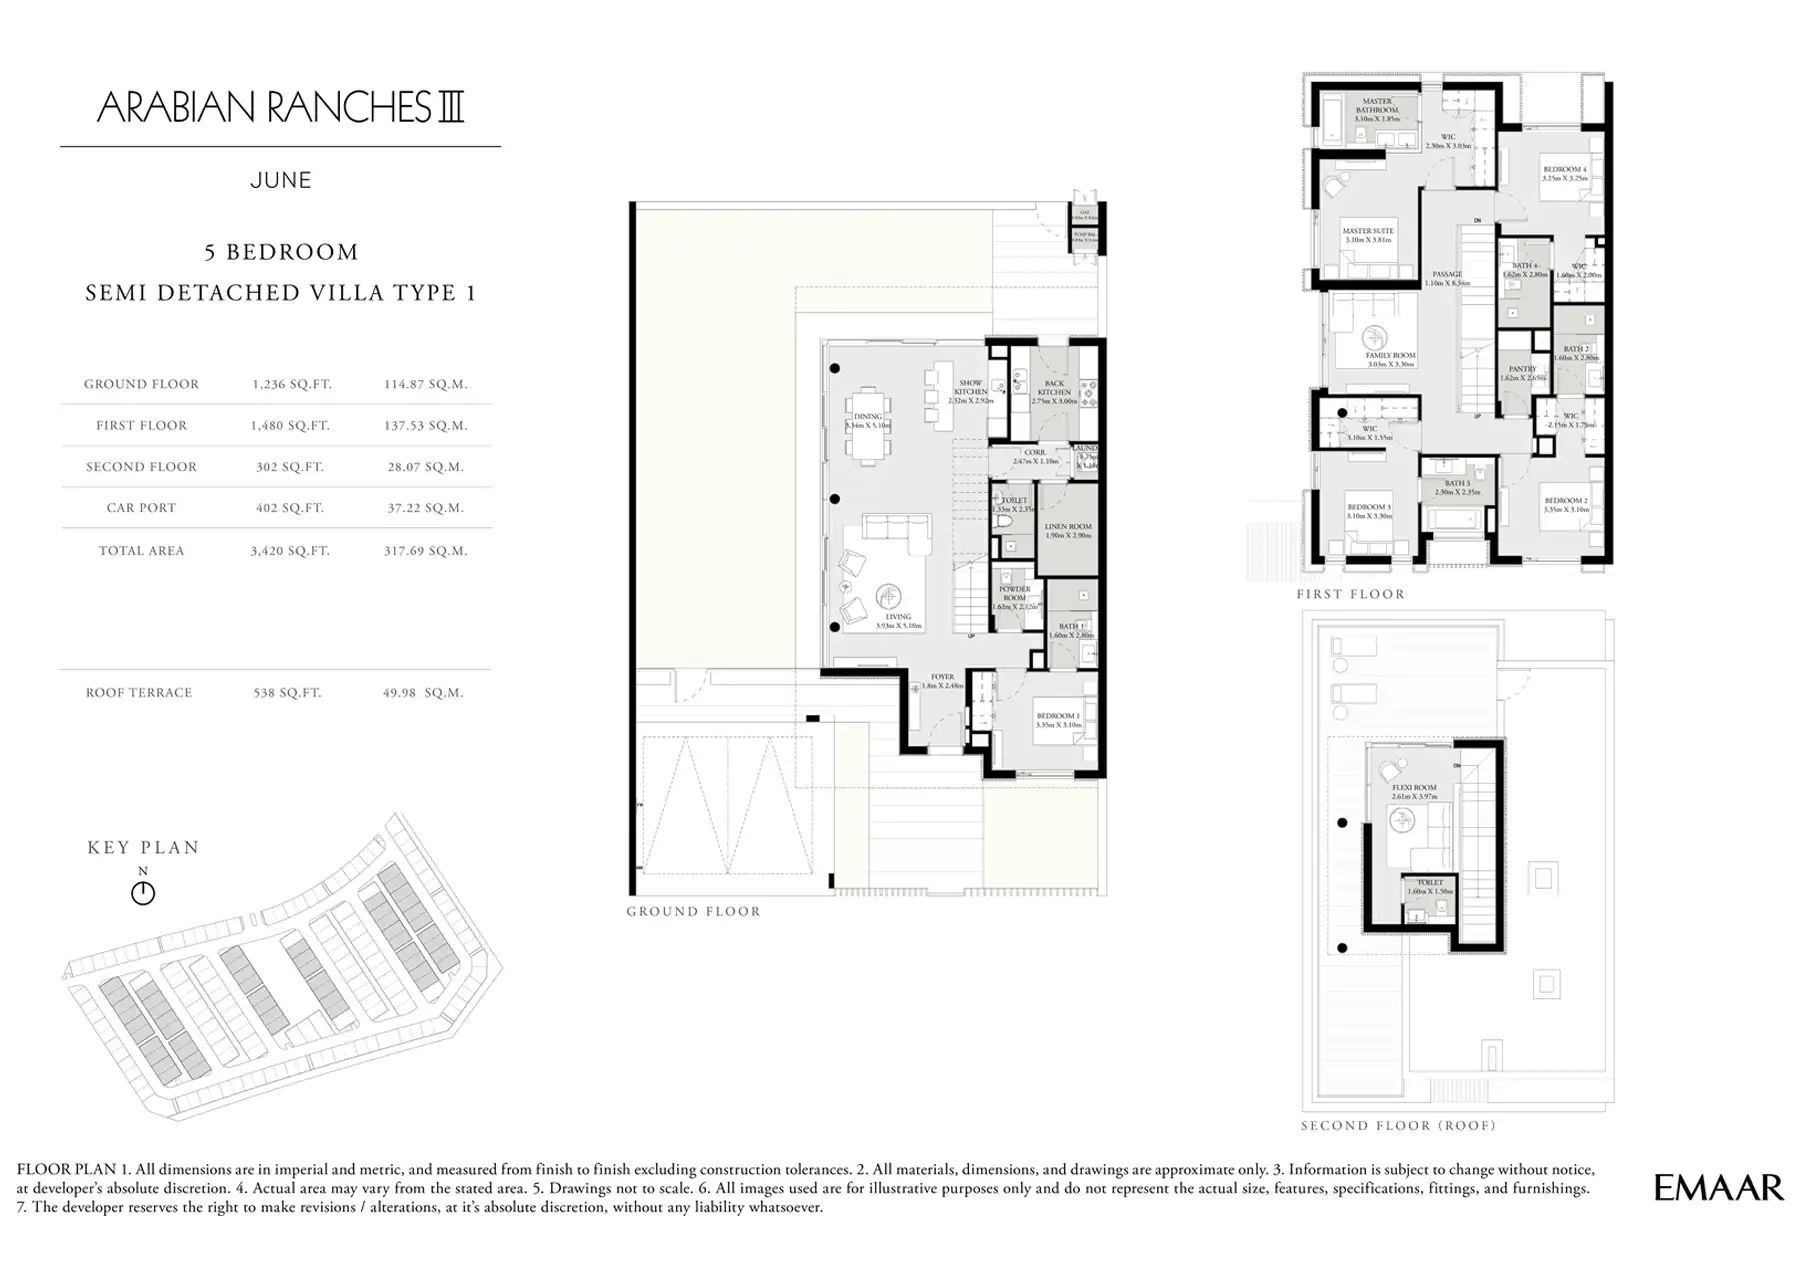 ARABIAN RANCHES III
JUNE
5 BEDROOM
SEMI DETACHED VILLA TYPE 1
GROUND FLOOR 1,236 SQ.FT. 114.87 SQ.M.
FIRST FLOOR 1,480 SQ.FT. 137.53 SQ.M.
SECOND FLOOR 302 SQ.FT. 28.07 SQ.M.
CAR PORT 402 SQ.FT. 37.22 SQ.M.
TOTAL AREA 3,420 SQ.FT. 317.69 SQ.M.
ROOF TERRACE 538 SQ.FT. 49.98 SQ.M.
KEY PLAN
N
GAS
SHOW
KITCHEN
2.32m X 2.92m
BACK
KITCHEN
2.75m X 3.00m
DINING
3.34m X 5.10m
CORR.
2.47m X 1.10m
LAUND
TOILET
1.33m X 2.35m
LINEN ROOM
1.90m X 2.90m
POWDER
ROOM
1.62m X 2.12m
LIVING
3.93m X 5.10m
UP
BATH 1
1.60m X 2.80m
FOYER
1.8m X 2.48m
BEDROOM 1
3.35m X 3.10m
GROUND FLOOR
MASTER
BATHROOM
3.10m X 1.85m
WIC
2.30m X 3.03m
BEDROOM 4
3.25m X 3.25m
DN
MASTER SUITE
3.10m X 3.81m
PASSAGE
1.10m X 8.34m
BATH 4
1.62m X 2.80m
WIC
1.60m X 2.00m
FAMILY ROOM
3.03m X 3.30m
PANTRY
1.62m X 2.65m
BATH 2
1.60m X 2.80m
UP
WIC
3.10m X 1.55m
WIC
2.15m X 1.75m
BATH 3
2.30m X 2.35m
BEDROOM 3
3.10m X 3.30m
BEDROOM 2
3.35m X 3.10m
FIRST FLOOR
DN
FLEXI ROOM
2.61m X 3.97m
TOILET
1.60m X 1.50m
SECOND FLOOR (ROOF)
FLOOR PLAN 1. All dimensions are in imperial and metric, and measured from finish to finish excluding construction tolerances. 2. All materials, dimensions, and drawings are approximate only. 3. Information is subject to change without notice,
at developer's absolute discretion. 4. Actual area may vary from the stated area. 5. Drawings not to scale. 6. All images used are for illustrative purposes only and do not represent the actual size, features, specifications, fittings, and furnishings.
7. The developer reserves the right to make revisions / alterations, at it's absolute discretion, without any liability whatsoever.
EMAAR